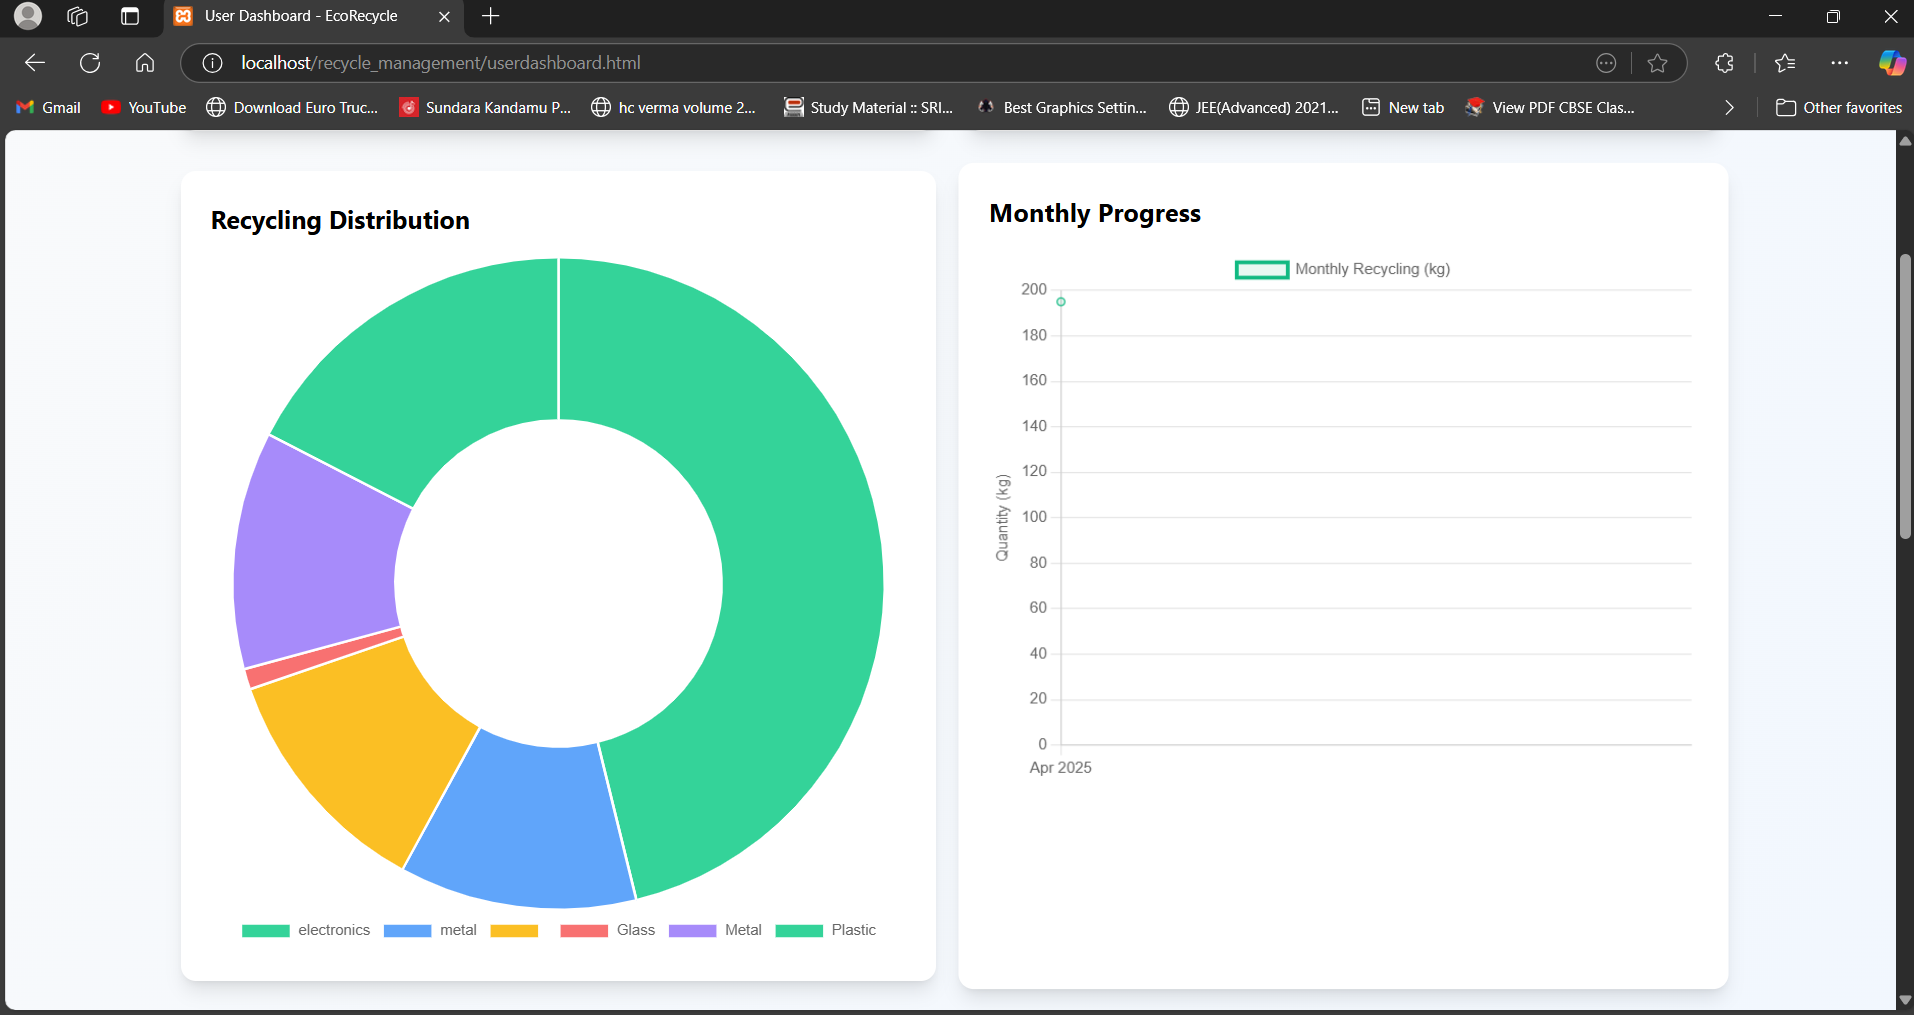 User Dashboard - EcoRecycle
localhost/recycle_management/userdashboard.html
Gmail YouTube Download Euro Truc... Sundara Kandamu P... hc verma volume 2... Study Material :: SRI... Best Graphics Settin... JEE(Advanced) 2021... New tab View PDF CBSE Clas... Other favorites
Recycling Distribution
electronics metal Glass Metal Plastic
Monthly Progress
Monthly Recycling (kg)
Quantity (kg)
200
180
160
140
120
100
80
60
40
20
0
Apr 2025